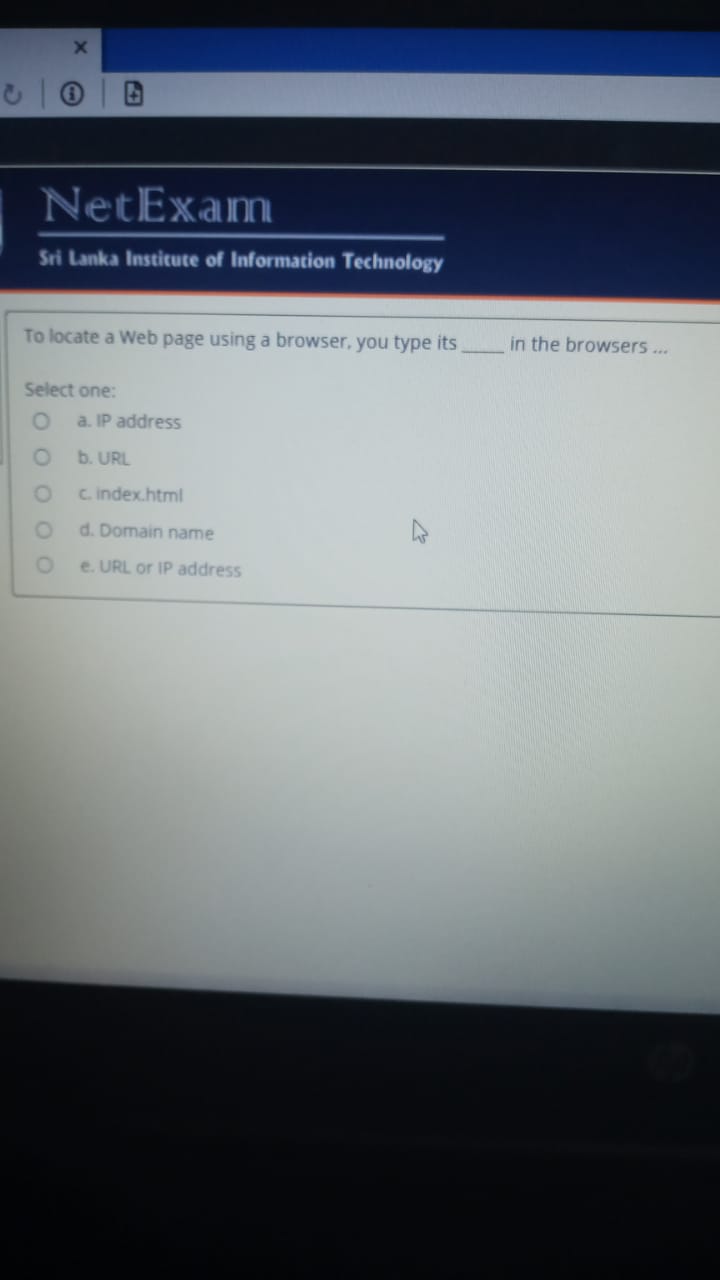 NetExam
Sri Lanka Institute of Information Technology
To locate a Web page using a browser, you type its _____ in the browsers ...
Select one:
a. IP address
b. URL
c. index.html
d. Domain name
e. URL or IP address